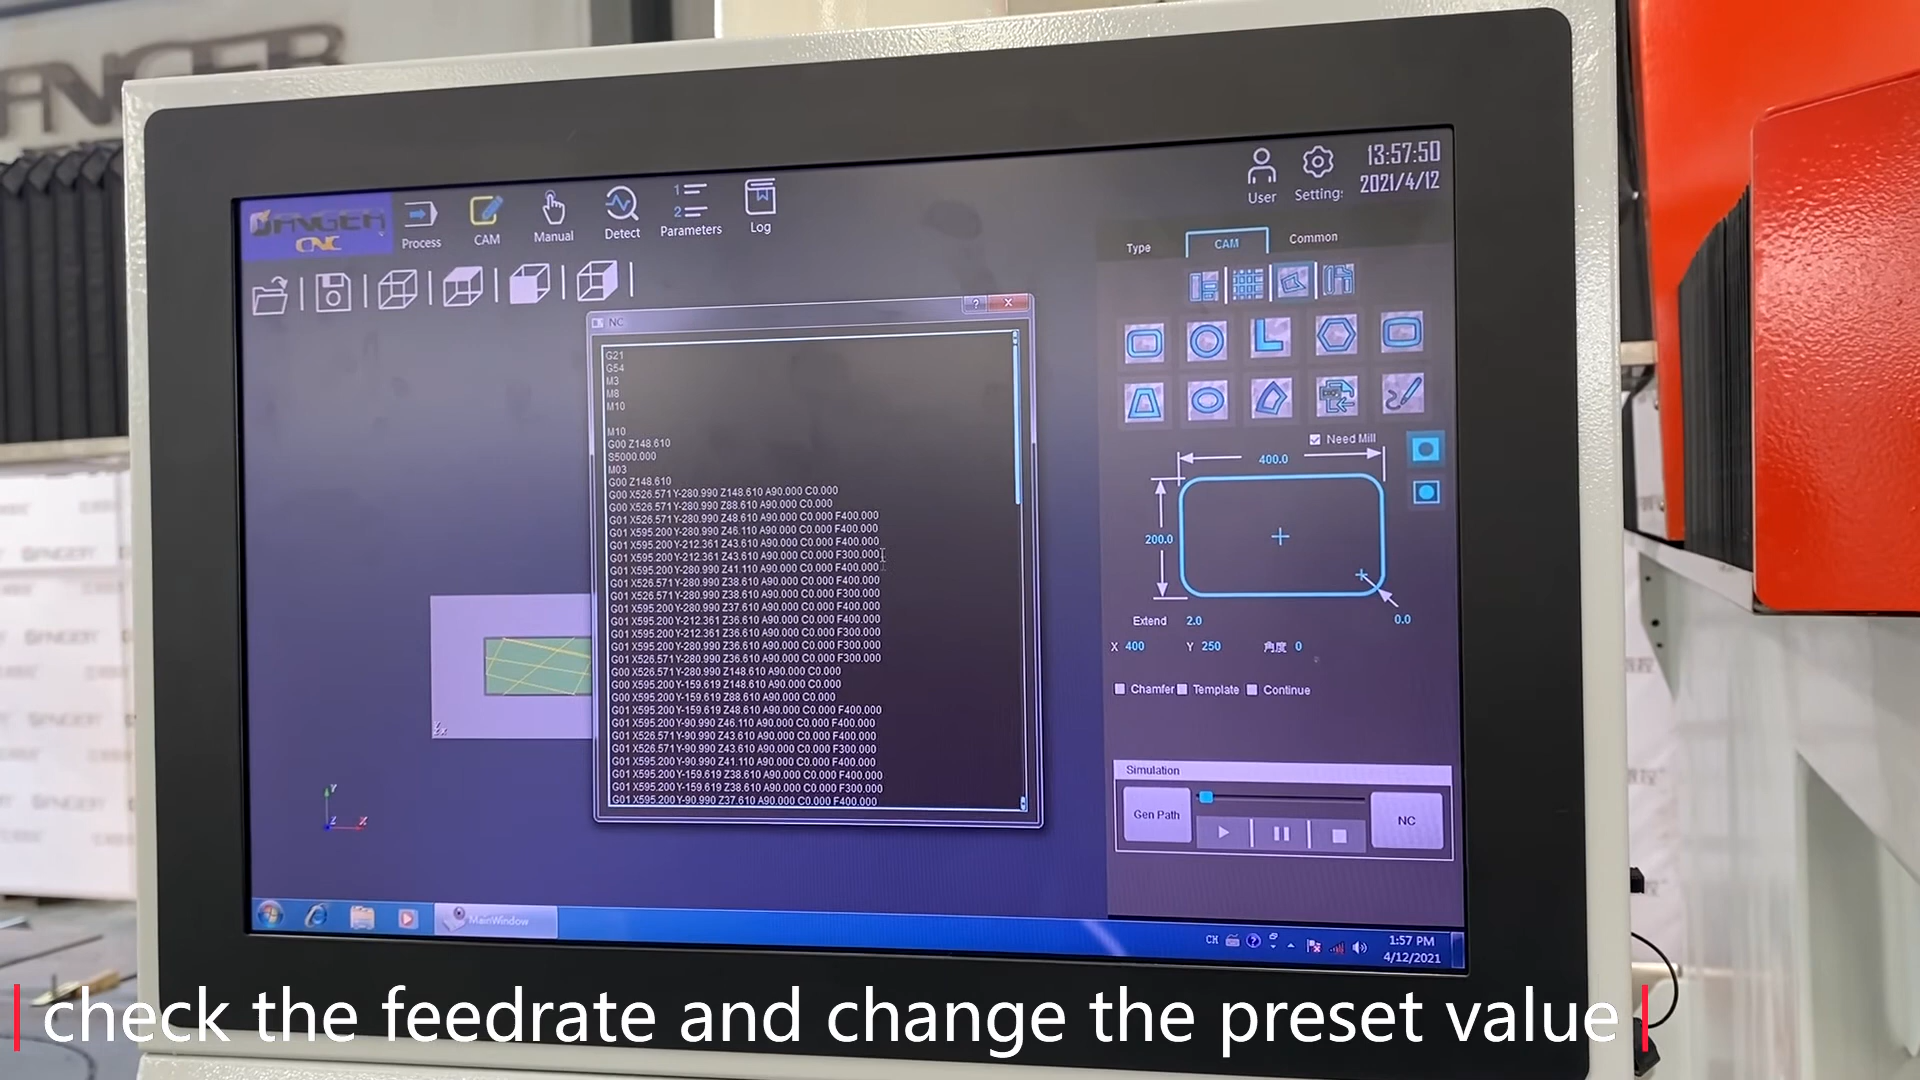 DANGER
CNC
Process
CAM
Manual
Detect
1
2
Parameters
Log
User
Setting:
13:57:50
2021/4/12
Type
CAM
Common
NC
G21
G54
M3
M8
M10
M10
G00 Z148.610
S5000.000
M03
G00 Z148.610
G00 X526.571 Y-280.990 Z148.610 A90.000 C0.000
G00 X526.571 Y-280.990 Z88.610 A90.000 C0.000
G01 X526.571 Y-280.990 Z48.610 A90.000 C0.000 F400.000
G01 X595.200 Y-280.990 Z46.110 A90.000 C0.000 F400.000
G01 X595.200 Y-212.361 Z43.610 A90.000 C0.000 F400.000
G01 X595.200 Y-212.361 Z43.610 A90.000 C0.000 F300.000
G01 X595.200 Y-280.990 Z41.110 A90.000 C0.000 F400.000
G01 X526.571 Y-280.990 Z38.610 A90.000 C0.000 F400.000
G01 X526.571 Y-280.990 Z38.610 A90.000 C0.000 F300.000
G01 X595.200 Y-280.990 Z37.610 A90.000 C0.000 F400.000
G01 X595.200 Y-212.361 Z36.610 A90.000 C0.000 F400.000
G01 X595.200 Y-212.361 Z36.610 A90.000 C0.000 F300.000
G01 X595.200 Y-280.990 Z36.610 A90.000 C0.000 F300.000
G01 X526.571 Y-280.990 Z36.610 A90.000 C0.000 F300.000
G00 X526.571 Y-280.990 Z148.610 A90.000 C0.000
G00 X595.200 Y-159.619 Z148.610 A90.000 C0.000
G00 X595.200 Y-159.619 Z88.610 A90.000 C0.000
G01 X595.200 Y-159.619 Z48.610 A90.000 C0.000 F400.000
G01 X595.200 Y-90.990 Z46.110 A90.000 C0.000 F400.000
G01 X526.571 Y-90.990 Z43.610 A90.000 C0.000 F400.000
G01 X526.571 Y-90.990 Z43.610 A90.000 C0.000 F300.000
G01 X595.200 Y-90.990 Z41.110 A90.000 C0.000 F400.000
G01 X595.200 Y-159.619 Z38.610 A90.000 C0.000 F400.000
G01 X595.200 Y-159.619 Z38.610 A90.000 C0.000 F300.000
G01 X595.200 Y-90.990 Z37.610 A90.000 C0.000 F400.000
Need Mill
400.0
200.0
0.0
Extend 2.0
X 400 Y 250 角度 0
Chamfer Template Continue
Simulation
Gen Path
NC
Y
Z X
MainWindow
CH
1:57 PM
4/12/2021
check the feedrate and change the preset value